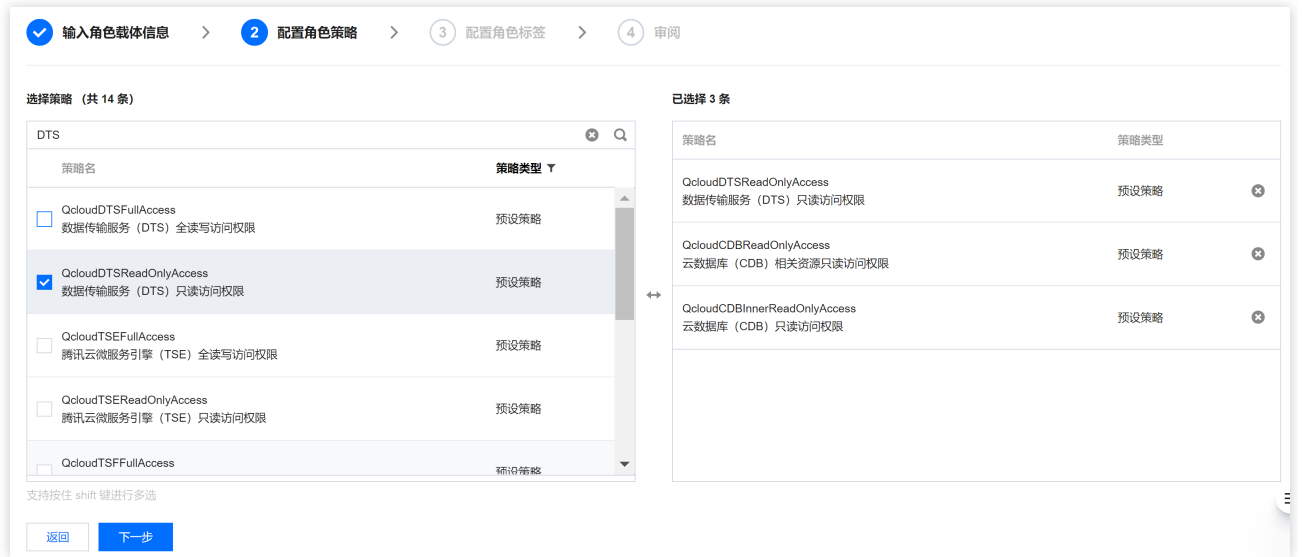 输入角色载体信息
2 配置角色策略
3 配置角色标签
4 审阅
选择策略 （共 14 条）
DTS
策略名 策略类型
QcloudDTSFullAccess
数据传输服务（DTS）全读写访问权限
预设策略
QcloudDTSReadOnlyAccess
数据传输服务（DTS）只读访问权限
预设策略
QcloudTSEFullAccess
腾讯云微服务引擎（TSE）全读写访问权限
预设策略
QcloudTSEReadOnlyAccess
腾讯云微服务引擎（TSE）只读访问权限
预设策略
QcloudTSFFullAccess
预设策略
支持按住 shift 键进行多选
返回 下一步
已选择 3 条
策略名 策略类型
QcloudDTSReadOnlyAccess
数据传输服务（DTS）只读访问权限
预设策略
QcloudCDBReadOnlyAccess
云数据库（CDB）相关资源只读访问权限
预设策略
QcloudCDBInnerReadOnlyAccess
云数据库（CDB）只读访问权限
预设策略